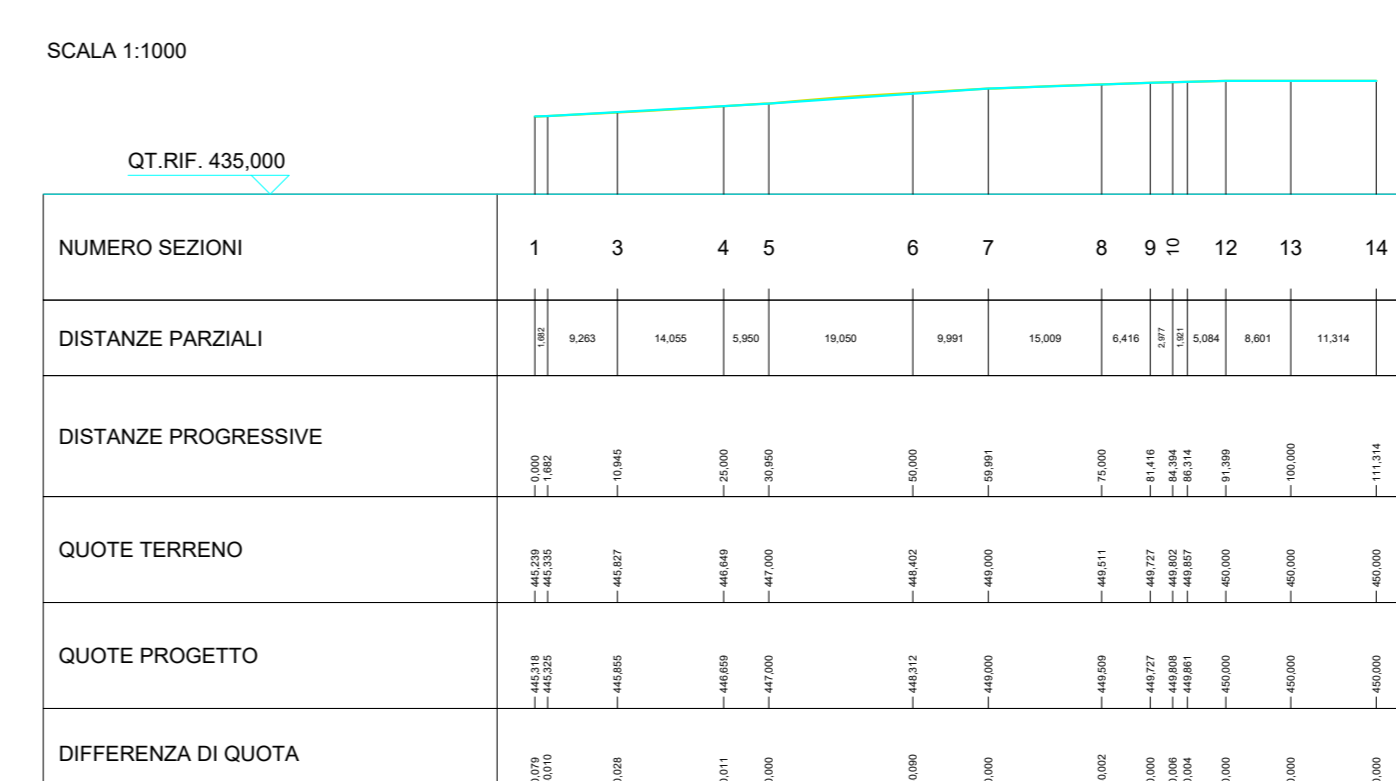 SCALA 1:1000
QT.RIF. 435,000
NUMERO SEZIONI 1 3 4 5 6 7 8 9 10 12 13 14
DISTANZE PARZIALI 1,682 9,263 14,055 5,950 19,050 9,991 15,009 6,416 2,977 1,921 5,084 8,601 11,314
DISTANZE PROGRESSIVE 0,000 1,682 10,945 25,000 30,950 50,000 59,991 75,000 81,416 84,394 86,314 91,399 100,000 111,314
QUOTE TERRENO 445,239 445,335 445,827 446,649 447,000 448,402 449,000 449,511 449,727 449,802 449,857 450,000 450,000 450,000
QUOTE PROGETTO 445,318 445,325 445,855 446,659 447,000 448,312 449,000 449,509 449,727 449,808 449,861 450,000 450,000 450,000
DIFFERENZA DI QUOTA